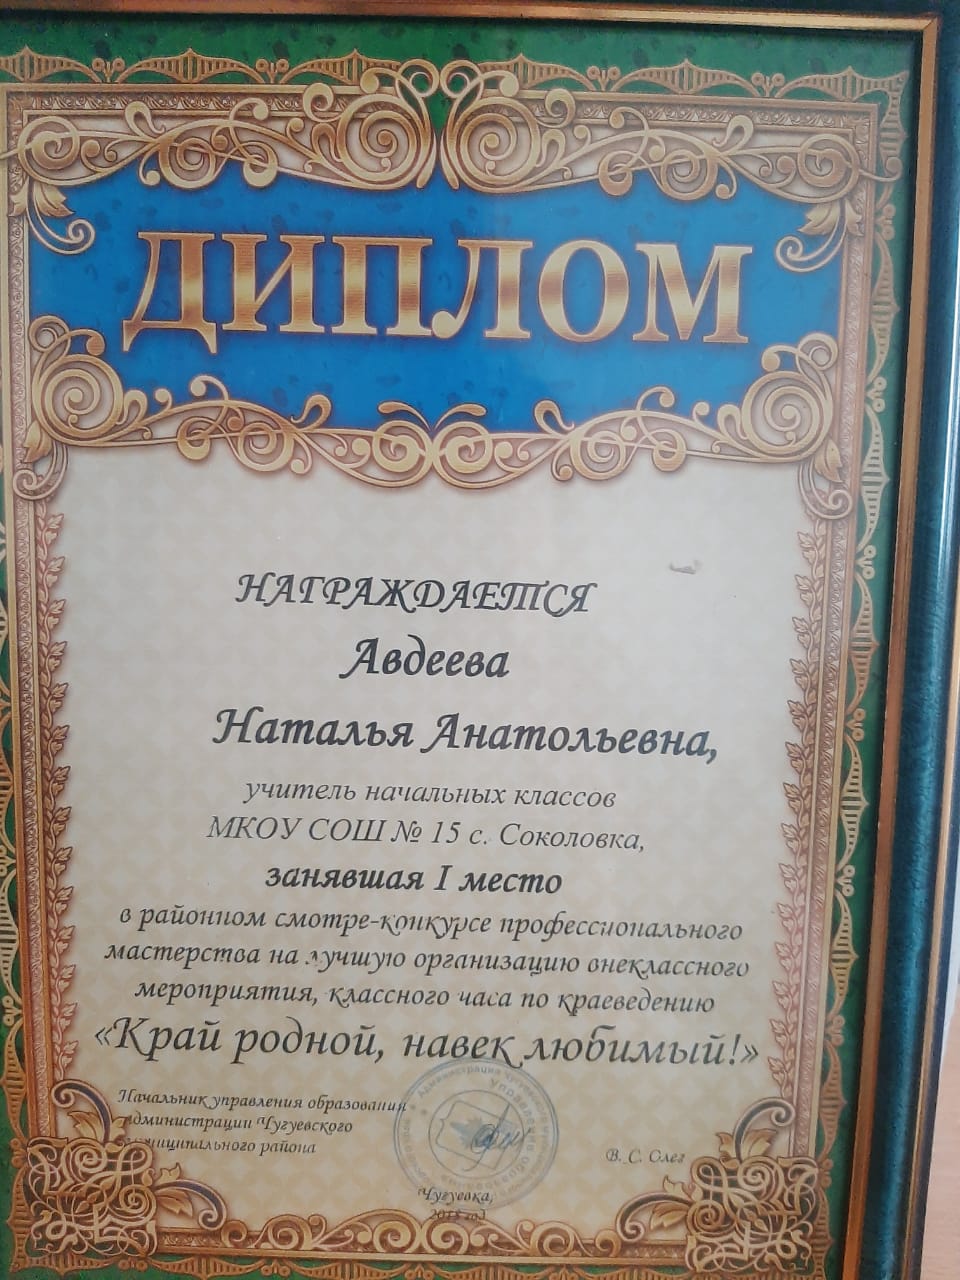 ДИПЛОМ
НАГРАЖДАЕТСЯ
Авдеева
Наталья Анатольевна,
учитель начальных классов
МКОУ СОШ № 15 с. Соколовка,
занявшая I место
в районном смотре-конкурсе профессионального
мастерства на лучшую организацию внеклассного
мероприятия, классного часа по краеведению
«Край родной, навек любимый!»
Начальник управления образования
администрации Чугуевского
муниципального района
В. С. Олег
Чугуевка,